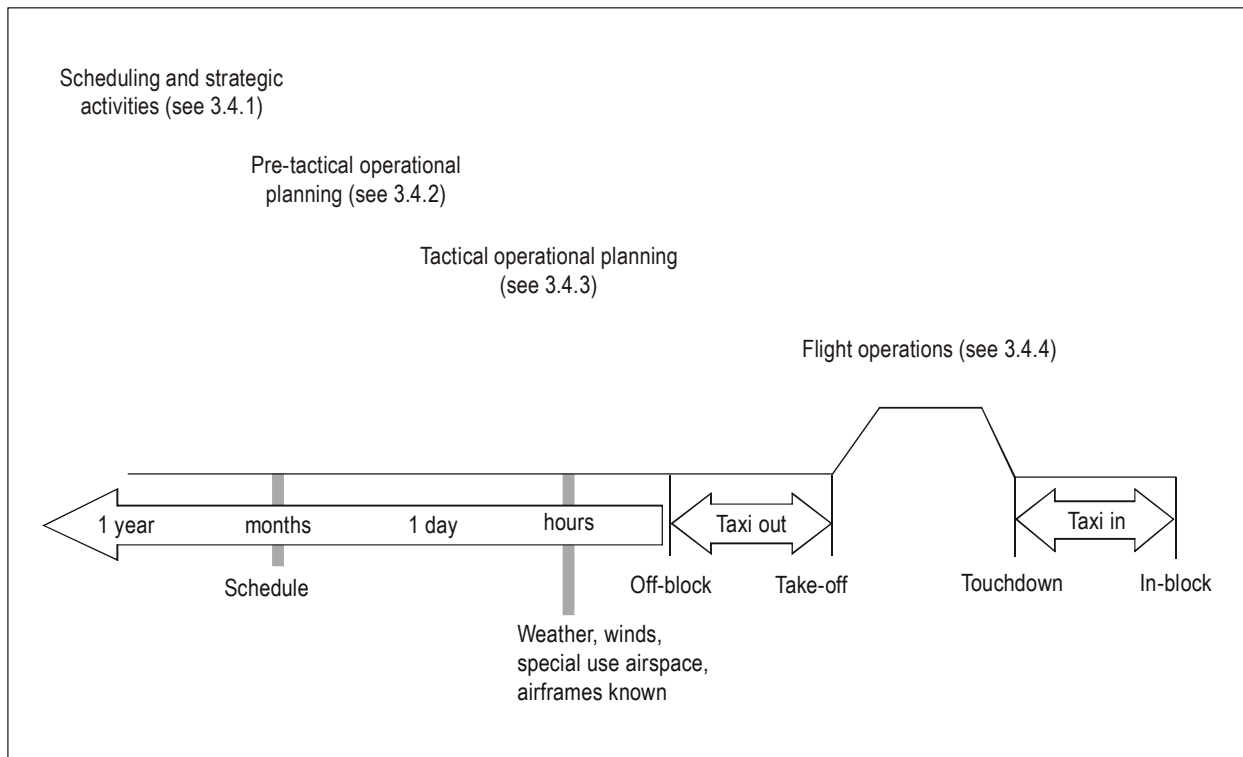 Scheduling and strategic
activities (see 3.4.1)
Pre-tactical operational
planning (see 3.4.2)
Tactical operational planning
(see 3.4.3)
Flight operations (see 3.4.4)
1 year
months
1 day
hours
Taxi out
Taxi in
Schedule
Off-block
Take-off
Touchdown
In-block
Weather, winds,
special use airspace,
airframes known